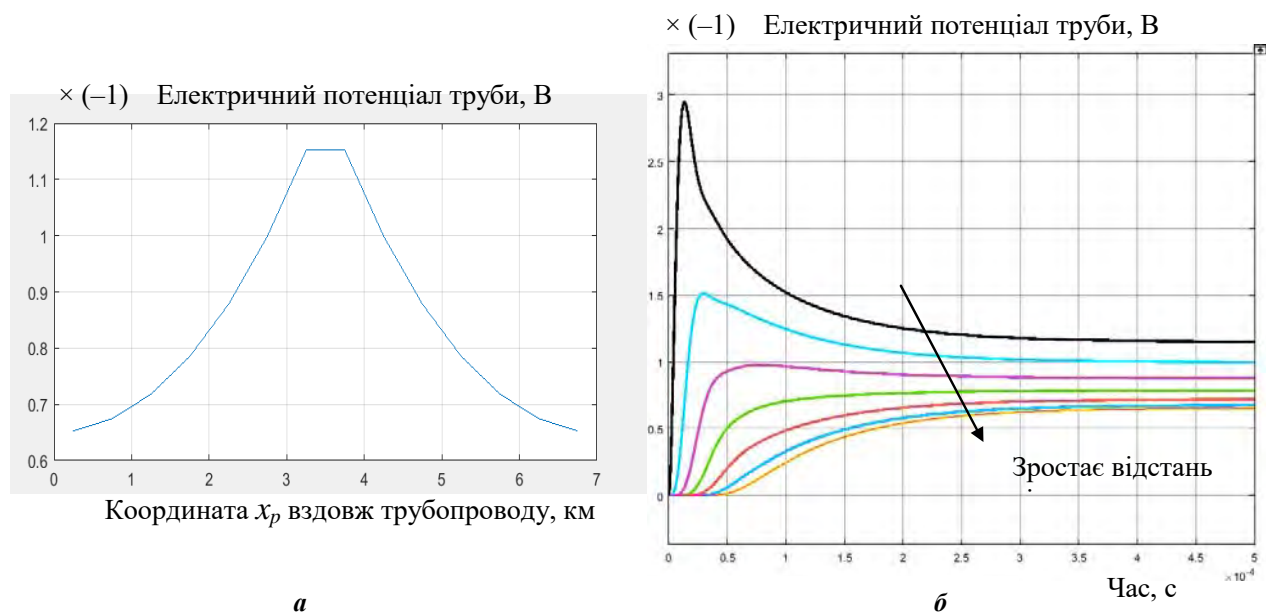 × (–1) Електричний потенціал труби, В
1.2
1.1
1
0.9
0.8
0.7
0.6
0 1 2 3 4 5 6 7
Координата xₚ вздовж трубопроводу, км
а
× (–1) Електричний потенціал труби, В
3
2.5
2
1.5
1
0.5
0
Зростає відстань
0 0.5 1 1.5 2 2.5 3 3.5 4 4.5 5
×10⁻⁴
Час, с
б